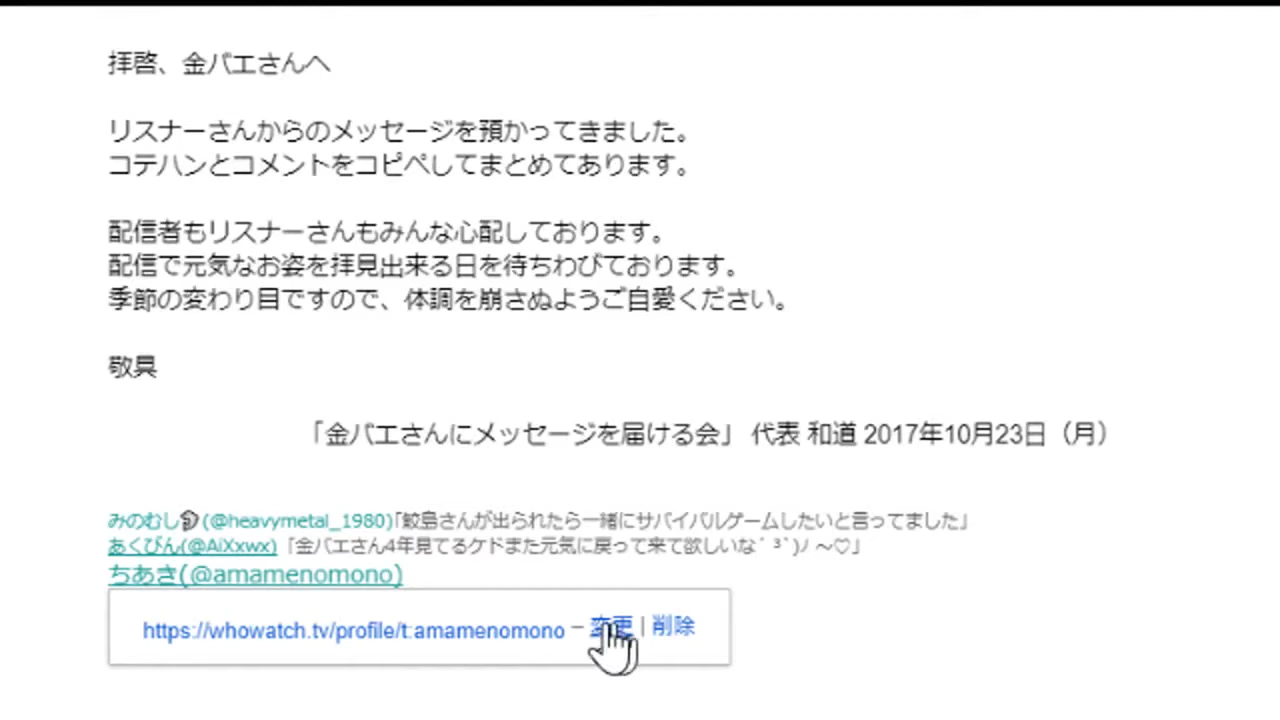 拝啓、金バエさんへ
リスナーさんからのメッセージを預かってきました。
コテハンとコメントをコピペしてまとめてあります。
配信者もリスナーさんもみんな心配しております。
配信で元気なお姿を拝見出来る日を待ちわびております。
季節の変わり目ですので、体調を崩さぬようご自愛ください。
敬具
「金バエさんにメッセージを届ける会」 代表 和道 2017年10月23日（月）
みのむし(@heavymetal_1980)「鮫島さんが出られたら一緒にサバイバルゲームしたいと言ってました」
あくびん(@AiXxwx)「金バエさん4年見てるケドまた元気に戻って来て欲しいな´³`)ﾉ ～♡」
ちあき(@amamenomono)
https://whowatch.tv/profile/t:amamenomono – 変更 | 削除